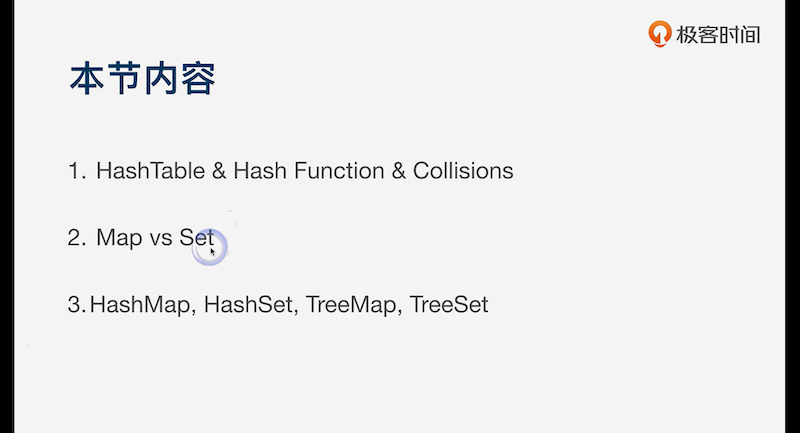 极客时间
本节内容
1. HashTable & Hash Function & Collisions
2. Map vs Set
3.HashMap, HashSet, TreeMap, TreeSet